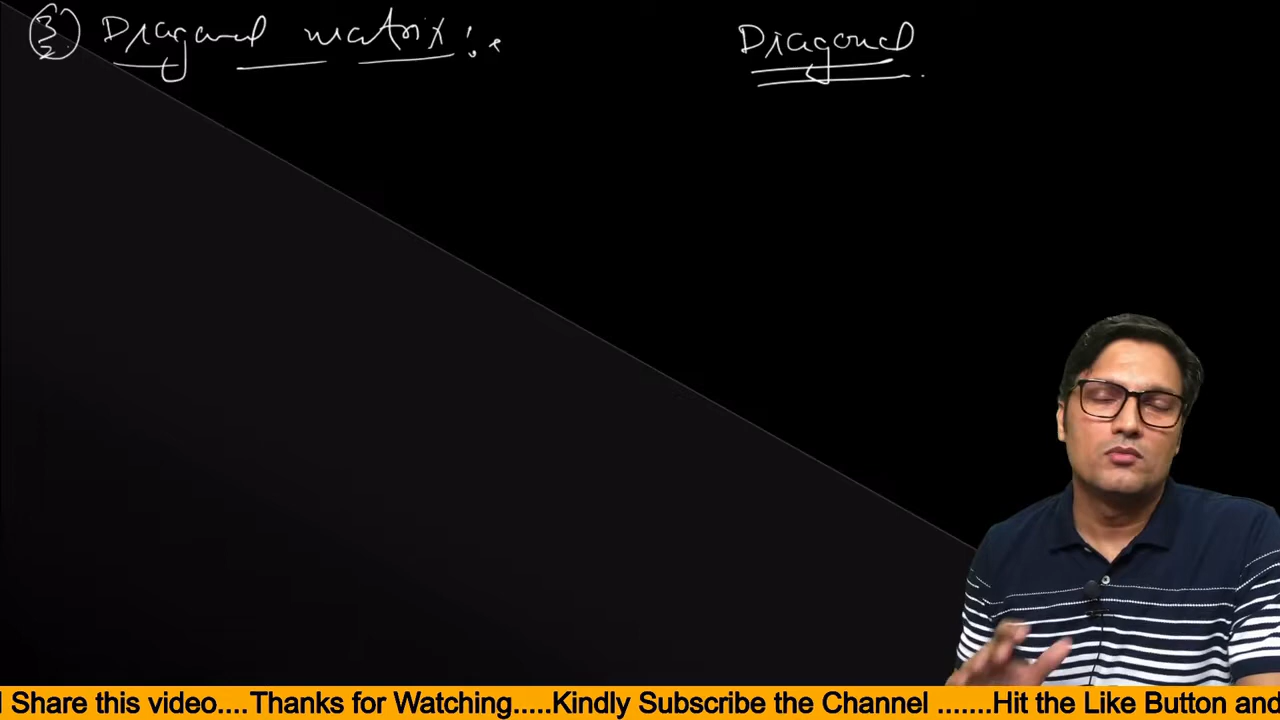 ③ Diagonal matrix :-
Diagonal
Share this video....Thanks for Watching.....Kindly Subscribe the Channel .......Hit the Like Button and